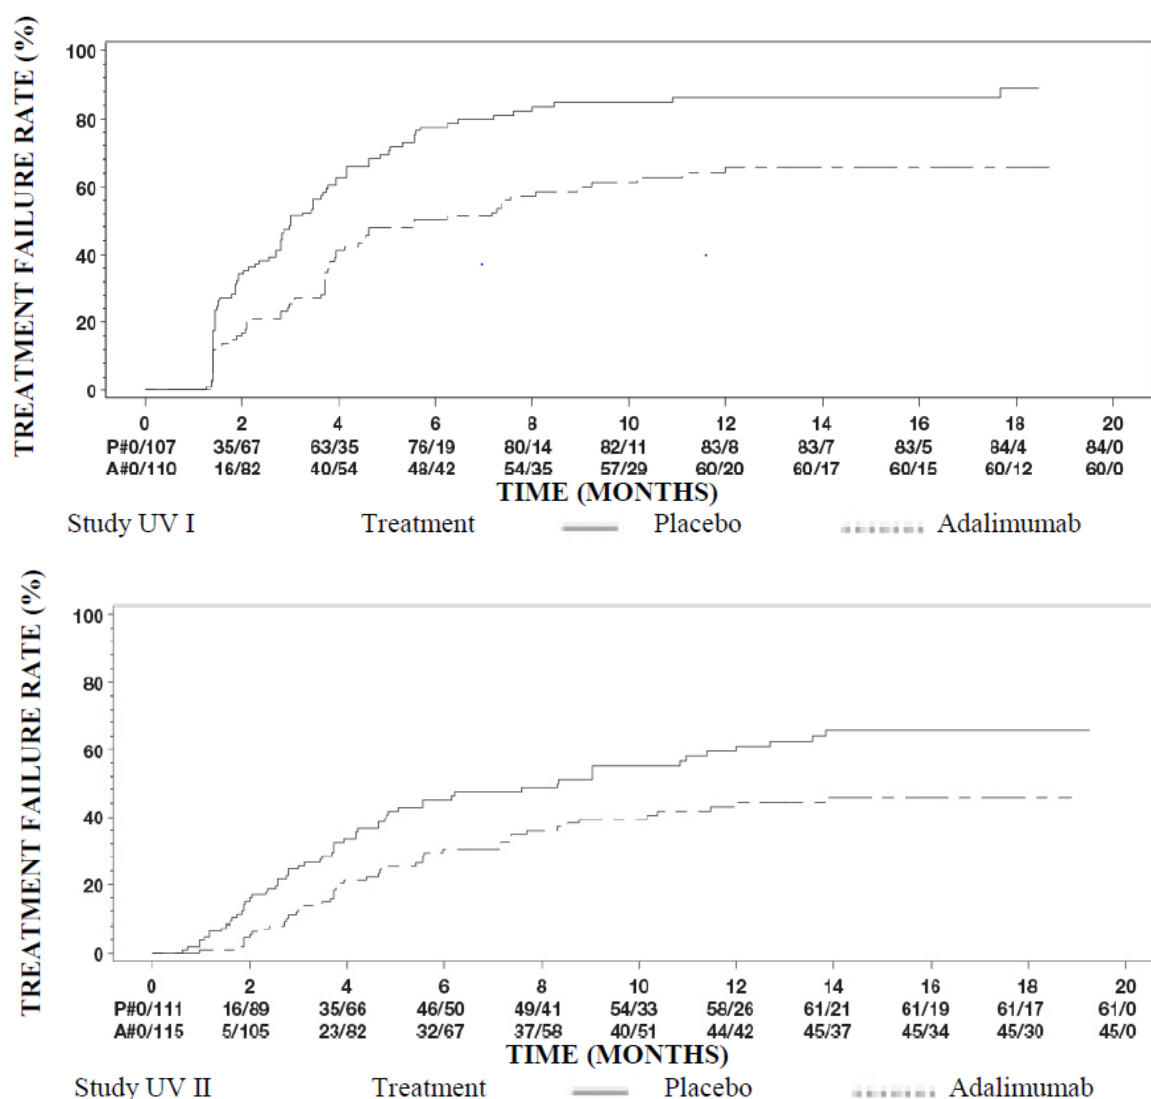 TREATMENT FAILURE RATE (%)
100
80
60
40
20
0
0 2 4 6 8 10 12 14 16 18 20
P#0/107 35/67 63/35 76/19 80/14 82/11 83/8 83/7 83/5 84/4 84/0
A#0/110 16/82 40/54 48/42 54/35 57/29 60/20 60/17 60/15 60/12 60/0
TIME (MONTHS)
Study UV I Treatment Placebo Adalimumab
TREATMENT FAILURE RATE (%)
100
80
60
40
20
0
0 2 4 6 8 10 12 14 16 18 20
P#0/111 16/89 35/66 46/50 49/41 54/33 58/26 61/21 61/19 61/17 61/0
A#0/115 5/105 23/82 32/67 37/58 40/51 44/42 45/37 45/34 45/30 45/0
TIME (MONTHS)
Study UV II Treatment Placebo Adalimumab